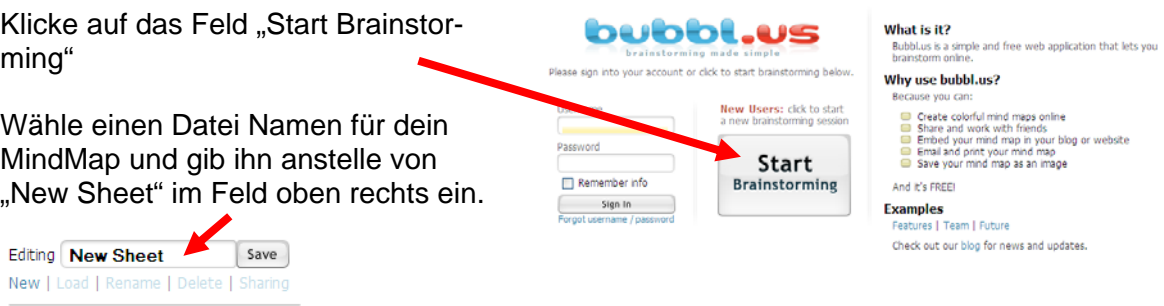 Klicke auf das Feld „Start Brainstor-
ming“
Wähle einen Datei Namen für dein
MindMap und gib ihn anstelle von
„New Sheet“ im Feld oben rechts ein.
Editing New Sheet Save
New | Load | Rename | Delete | Sharing
bubbl.us
brainstorming made simple
Please sign into your account or click to start brainstorming below.
Password
Remember info
Sign In
Forgot username / password
New Users: click to start
a new brainstorming session
Start
Brainstorming
What is it?
Bubbl.us is a simple and free web application that lets you
brainstorm online.
Why use bubbl.us?
Because you can:
Create colorful mind maps online
Share and work with friends
Embed your mind map in your blog or website
Email and print your mind map
Save your mind map as an image
And it's FREE!
Examples
Features | Team | Future
Check out our blog for news and updates.